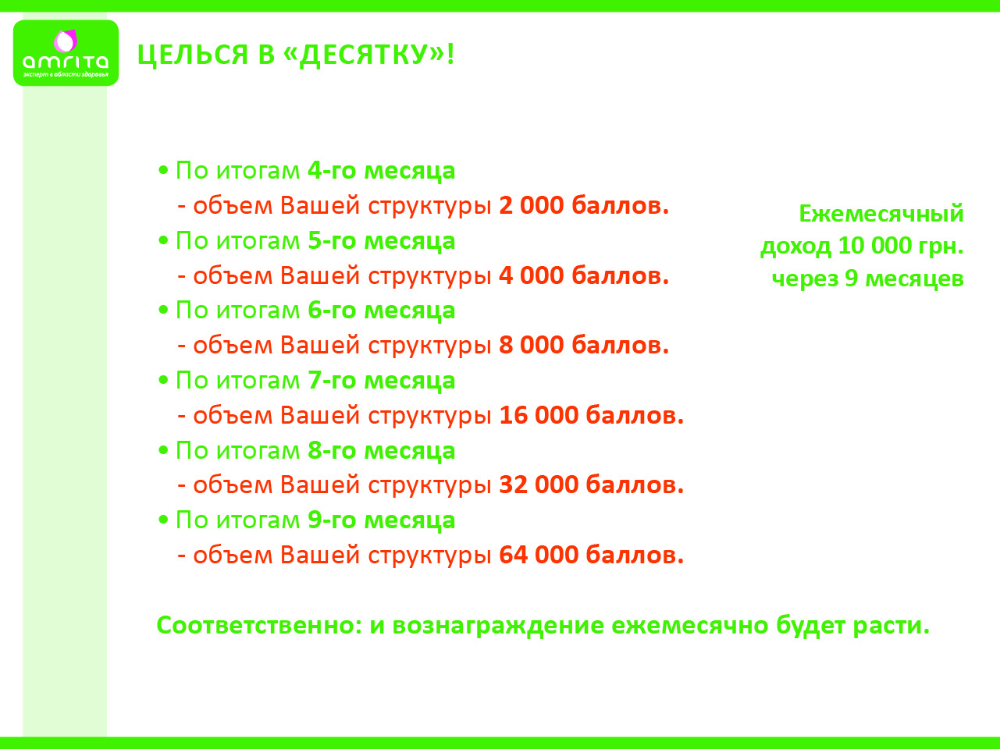 amrita
эксперт в области здоровья
ЦЕЛЬСЯ В «ДЕСЯТКУ»!
• По итогам 4-го месяца
- объем Вашей структуры 2 000 баллов.
• По итогам 5-го месяца
- объем Вашей структуры 4 000 баллов.
• По итогам 6-го месяца
- объем Вашей структуры 8 000 баллов.
• По итогам 7-го месяца
- объем Вашей структуры 16 000 баллов.
• По итогам 8-го месяца
- объем Вашей структуры 32 000 баллов.
• По итогам 9-го месяца
- объем Вашей структуры 64 000 баллов.
Ежемесячный
доход 10 000 грн.
через 9 месяцев
Соответственно: и вознаграждение ежемесячно будет расти.